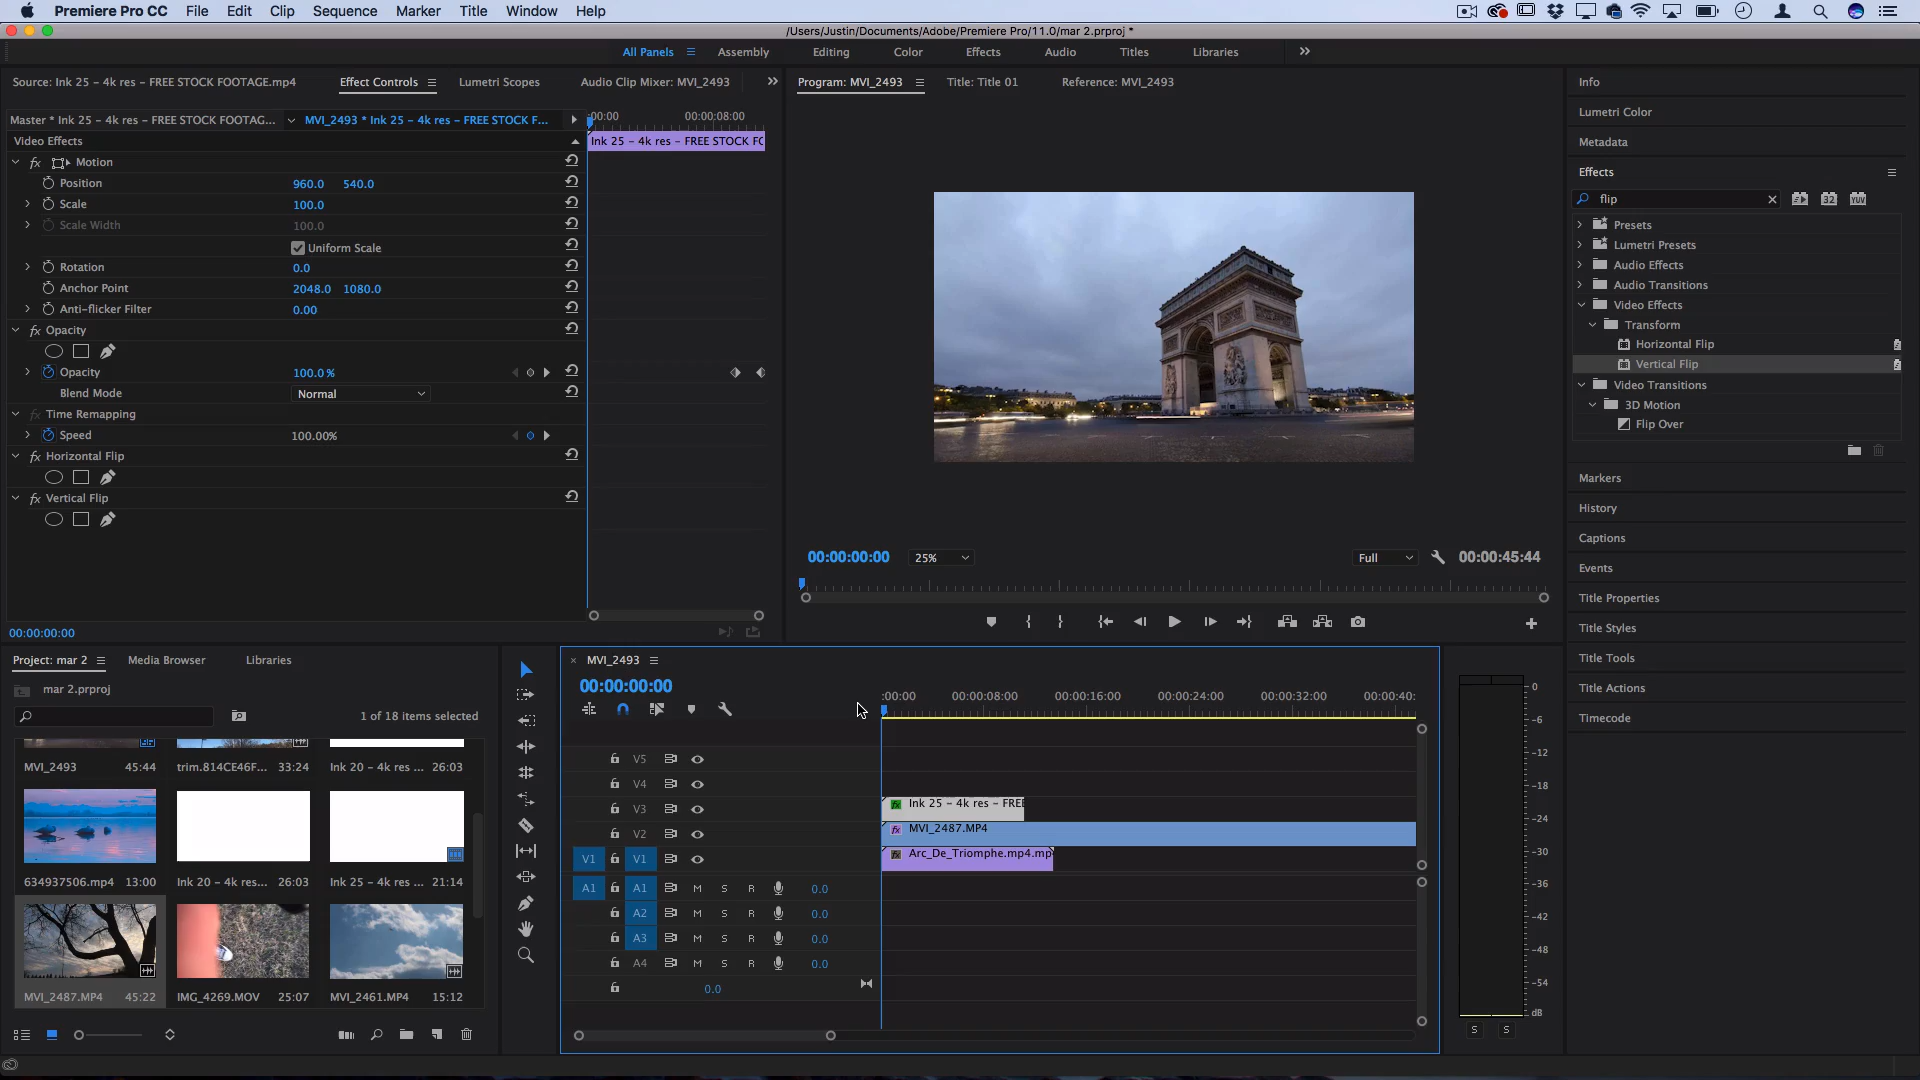 Premiere Pro CC File Edit Clip Sequence Marker Title Window Help
/Users/Justin/Documents/Adobe/Premiere Pro/11.0/mar 2.prproj *
All Panels Assembly Editing Color Effects Audio Titles Libraries
Source: Ink 25 – 4k res – FREE STOCK FOOTAGE.mp4 Effect Controls Lumetri Scopes Audio Clip Mixer: MVI_2493
Program: MVI_2493 Title: Title 01 Reference: MVI_2493
Master * Ink 25 – 4k res – FREE STOCK FOOTAG... MVI_2493 * Ink 25 – 4k res – FREE STOCK F...
:00:00 00:00:08:00
Video Effects
Ink 25 – 4k res – FREE STOCK FO
fx Motion
Position 960.0 540.0
Scale 100.0
Scale Width 100.0
Uniform Scale
Rotation 0.0
Anchor Point 2048.0 1080.0
Anti-flicker Filter 0.00
fx Opacity
Opacity 100.0 %
Blend Mode Normal
fx Time Remapping
Speed 100.00%
fx Horizontal Flip
fx Vertical Flip
00:00:00:00
00:00:00:00 25% Full 00:00:45:44
Info
Lumetri Color
Metadata
Effects
flip 32 YUV
Presets
Lumetri Presets
Audio Effects
Audio Transitions
Video Effects
Transform
Horizontal Flip
Vertical Flip
Video Transitions
3D Motion
Flip Over
Markers
History
Captions
Events
Title Properties
Title Styles
Title Tools
Title Actions
Timecode
Project: mar 2 Media Browser Libraries
mar 2.prproj
1 of 18 items selected
MVI_2493 45:44 trim.814CE46F... 33:24 Ink 20 – 4k res ... 26:03
634937506.mp4 13:00 Ink 20 – 4k res... 26:03 Ink 25 – 4k res ... 21:14
MVI_2487.MP4 45:22 IMG_4269.MOV 25:07 MVI_2461.MP4 15:12
× MVI_2493
00:00:00:00
:00:00 00:00:08:00 00:00:16:00 00:00:24:00 00:00:32:00 00:00:40:
V5
V4
V3 fx Ink 25 – 4k res – FREE
V2 fx MVI_2487.MP4
V1 V1 fx Arc_De_Triomphe.mp4.mp
A1 A1 M S R 0.0
A2 M S R 0.0
A3 M S R 0.0
A4 M S R 0.0
0.0
0
-6
-12
-18
-24
-30
-36
-42
-48
-54
dB
S S